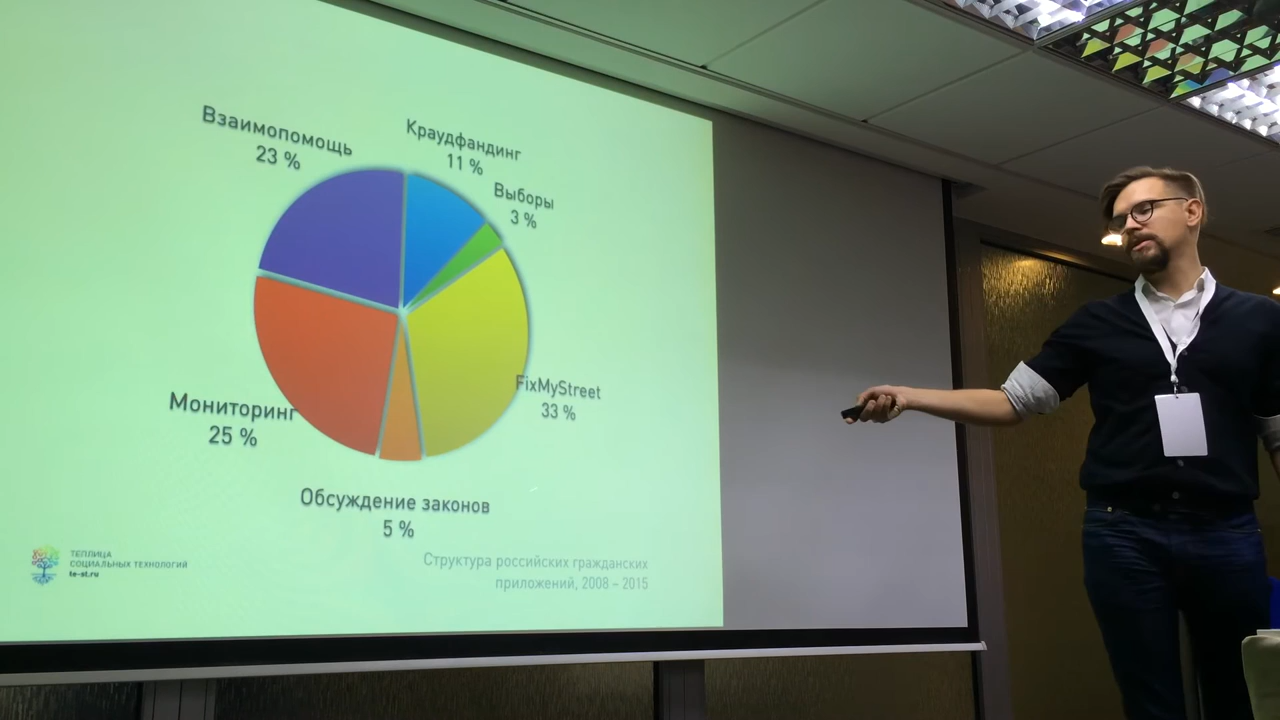 Взаимопомощь
23 %
Краудфандинг
11 %
Выборы
3 %
FixMyStreet
33 %
Мониторинг
25 %
Обсуждение законов
5 %
ТЕПЛИЦА
СОЦИАЛЬНЫХ ТЕХНОЛОГИЙ
te-st.ru
Структура российских гражданских
приложений, 2008 – 2015